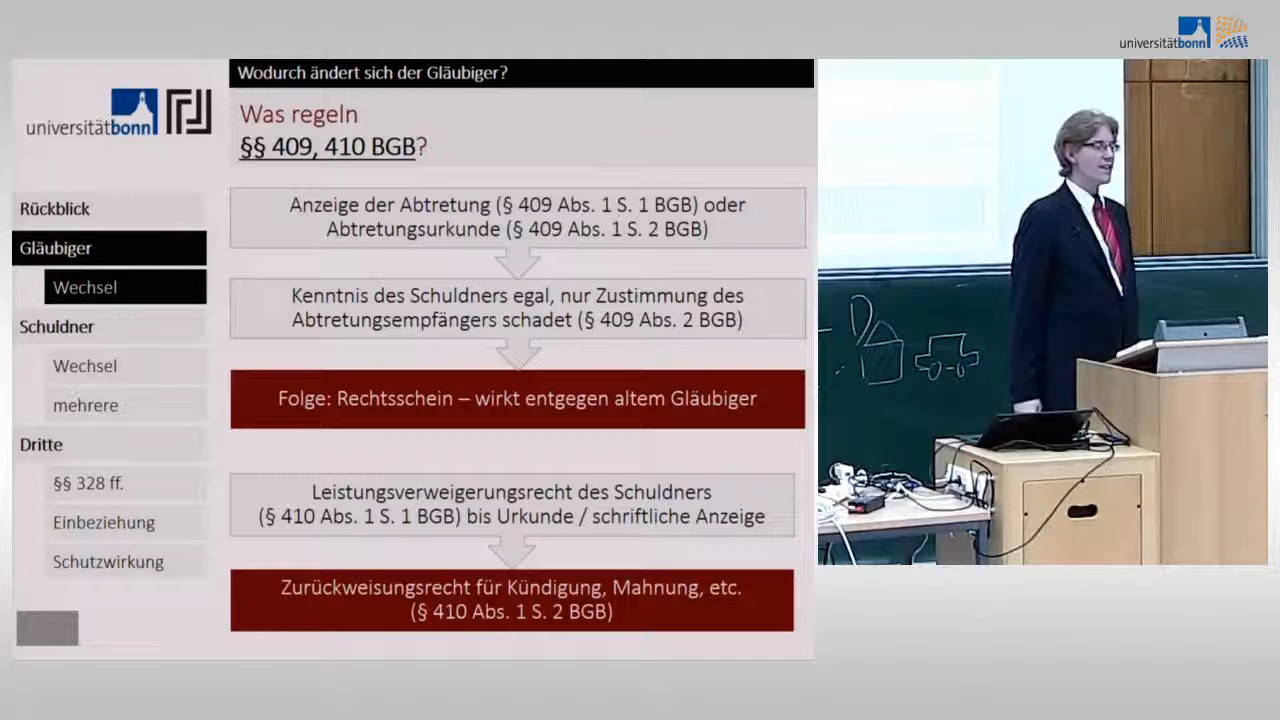 universitätbonn
universitätbonn
Rückblick
Gläubiger
Wechsel
Schuldner
Wechsel
mehrere
Dritte
§§ 328 ff.
Einbeziehung
Schutzwirkung
Wodurch ändert sich der Gläubiger?
Was regeln
§§ 409, 410 BGB?
Anzeige der Abtretung (§ 409 Abs. 1 S. 1 BGB) oder
Abtretungsurkunde (§ 409 Abs. 1 S. 2 BGB)
Kenntnis des Schuldners egal, nur Zustimmung des
Abtretungsempfängers schadet (§ 409 Abs. 2 BGB)
Folge: Rechtsschein – wirkt entgegen altem Gläubiger
Leistungsverweigerungsrecht des Schuldners
(§ 410 Abs. 1 S. 1 BGB) bis Urkunde / schriftliche Anzeige
Zurückweisungsrecht für Kündigung, Mahnung, etc.
(§ 410 Abs. 1 S. 2 BGB)
D